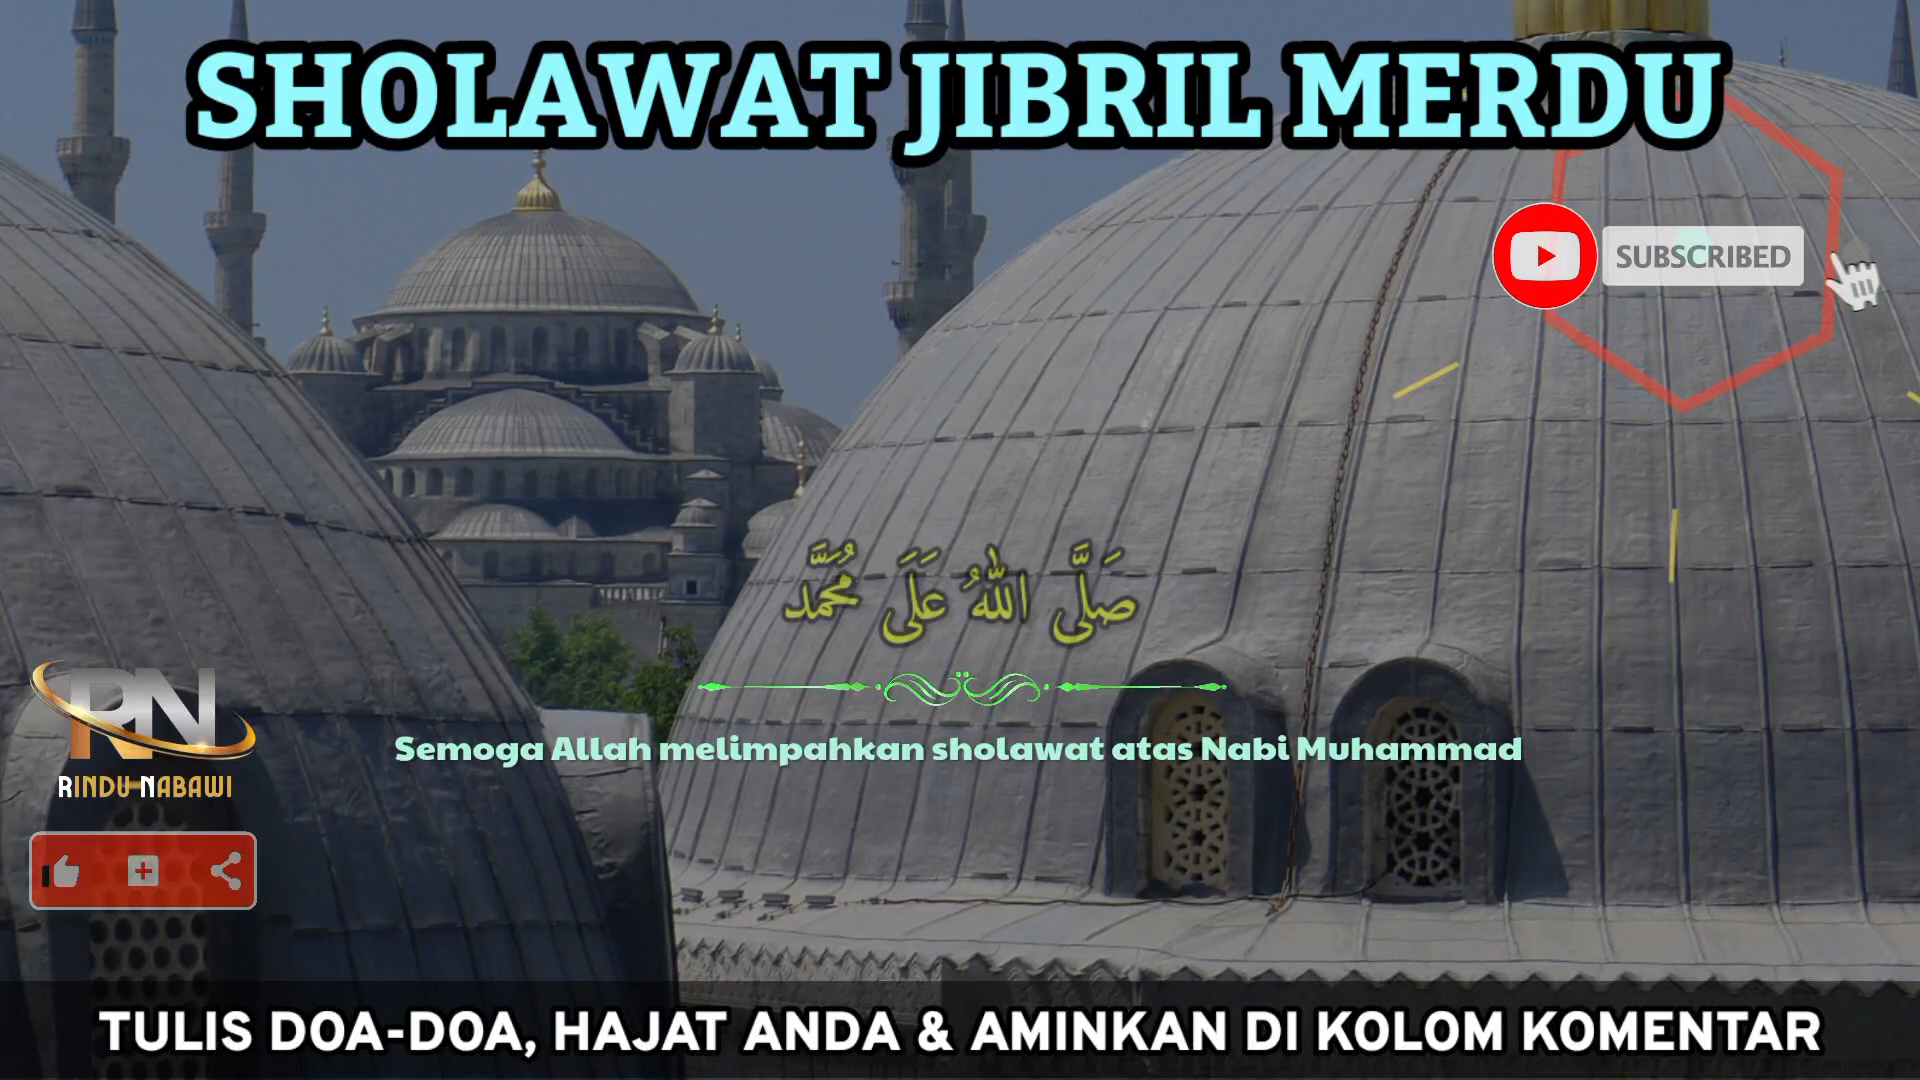 SHOLAWAT JIBRIL MERDU
SUBSCRIBED
صَلَّى اللهُ عَلَى مُحَمَّد
Semoga Allah melimpahkan sholawat atas Nabi Muhammad
RN
RINDU NABAWI
TULIS DOA-DOA, HAJAT ANDA & AMINKAN DI KOLOM KOMENTAR